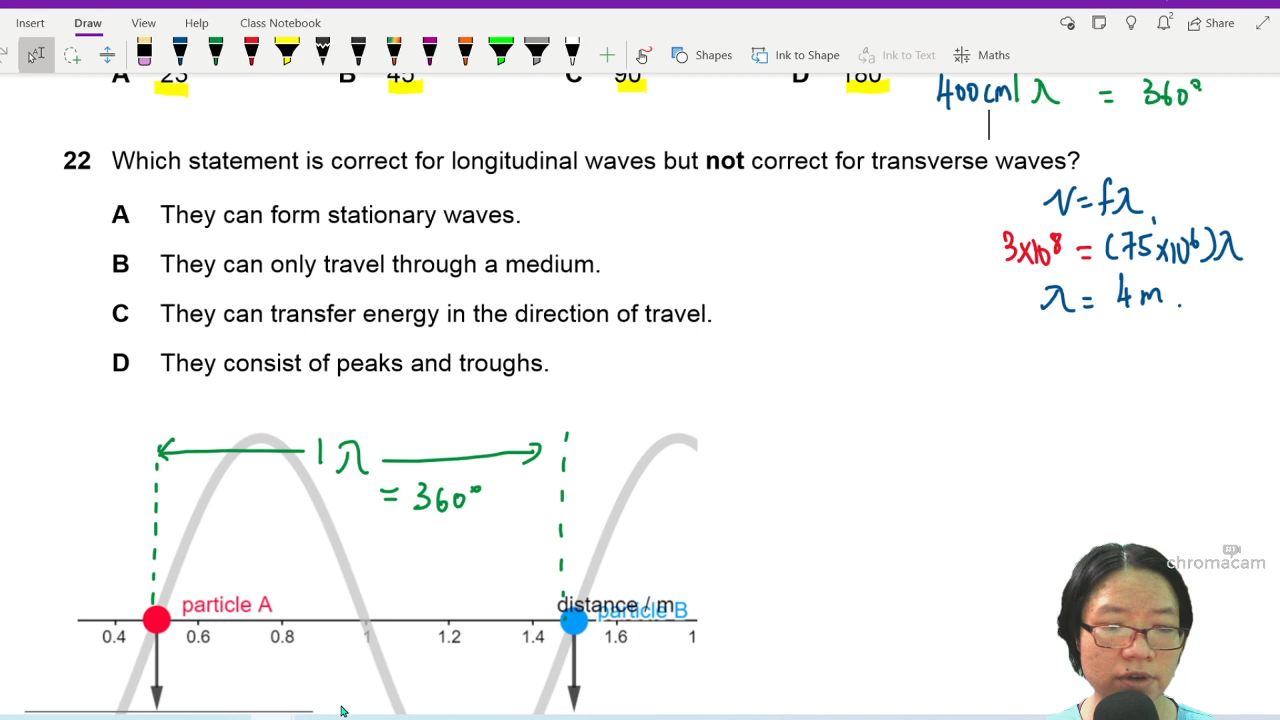 Insert Draw View Help Class Notebook Share
Shapes Ink to Shape Ink to Text Maths
A 23 B 45 C 90 D 180
400cm 1 λ = 360°
22 Which statement is correct for longitudinal waves but not correct for transverse waves?
A They can form stationary waves.
B They can only travel through a medium.
C They can transfer energy in the direction of travel.
D They consist of peaks and troughs.
v = fλ
3×10⁸ = (75×10⁶)λ
λ = 4m.
1 λ
= 360°
particle A
distance / m
particle B
0.4 0.6 0.8 1 1.2 1.4 1.6 1
chromacam